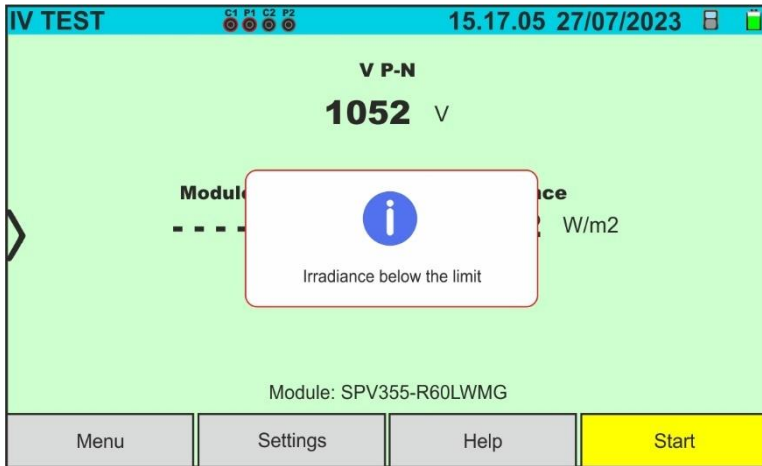 IV TEST
C1 P1 C2 P2
15.17.05 27/07/2023
V P-N
1052 V
- - - -
W/m2
Irradiance below the limit
Module: SPV355-R60LWMG
Menu
Settings
Help
Start